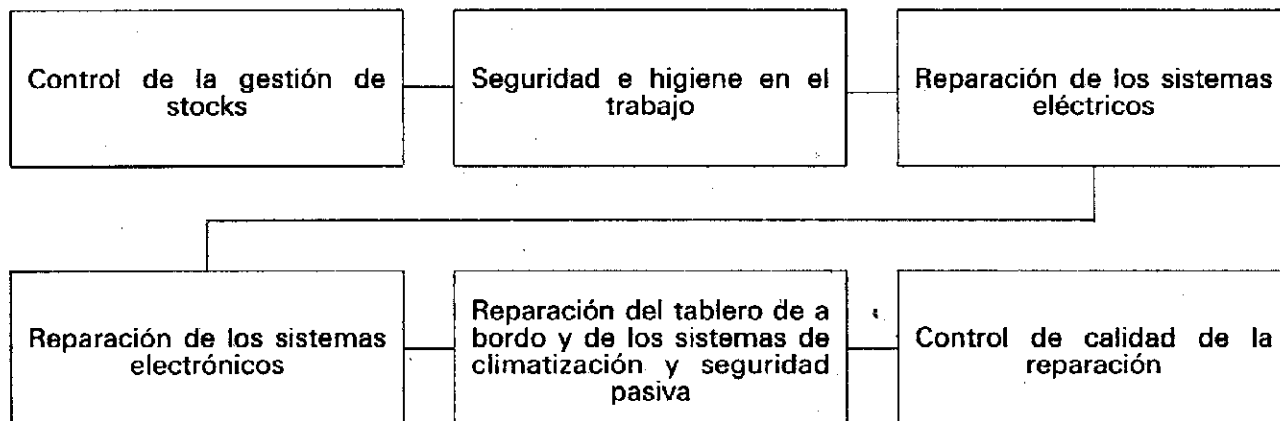 Control de la gestión de
stocks
Seguridad e higiene en el
trabajo
Reparación de los sistemas
eléctricos
Reparación de los sistemas
electrónicos
Reparación del tablero de a
bordo y de los sistemas de
climatización y seguridad
pasiva
Control de calidad de la
reparación